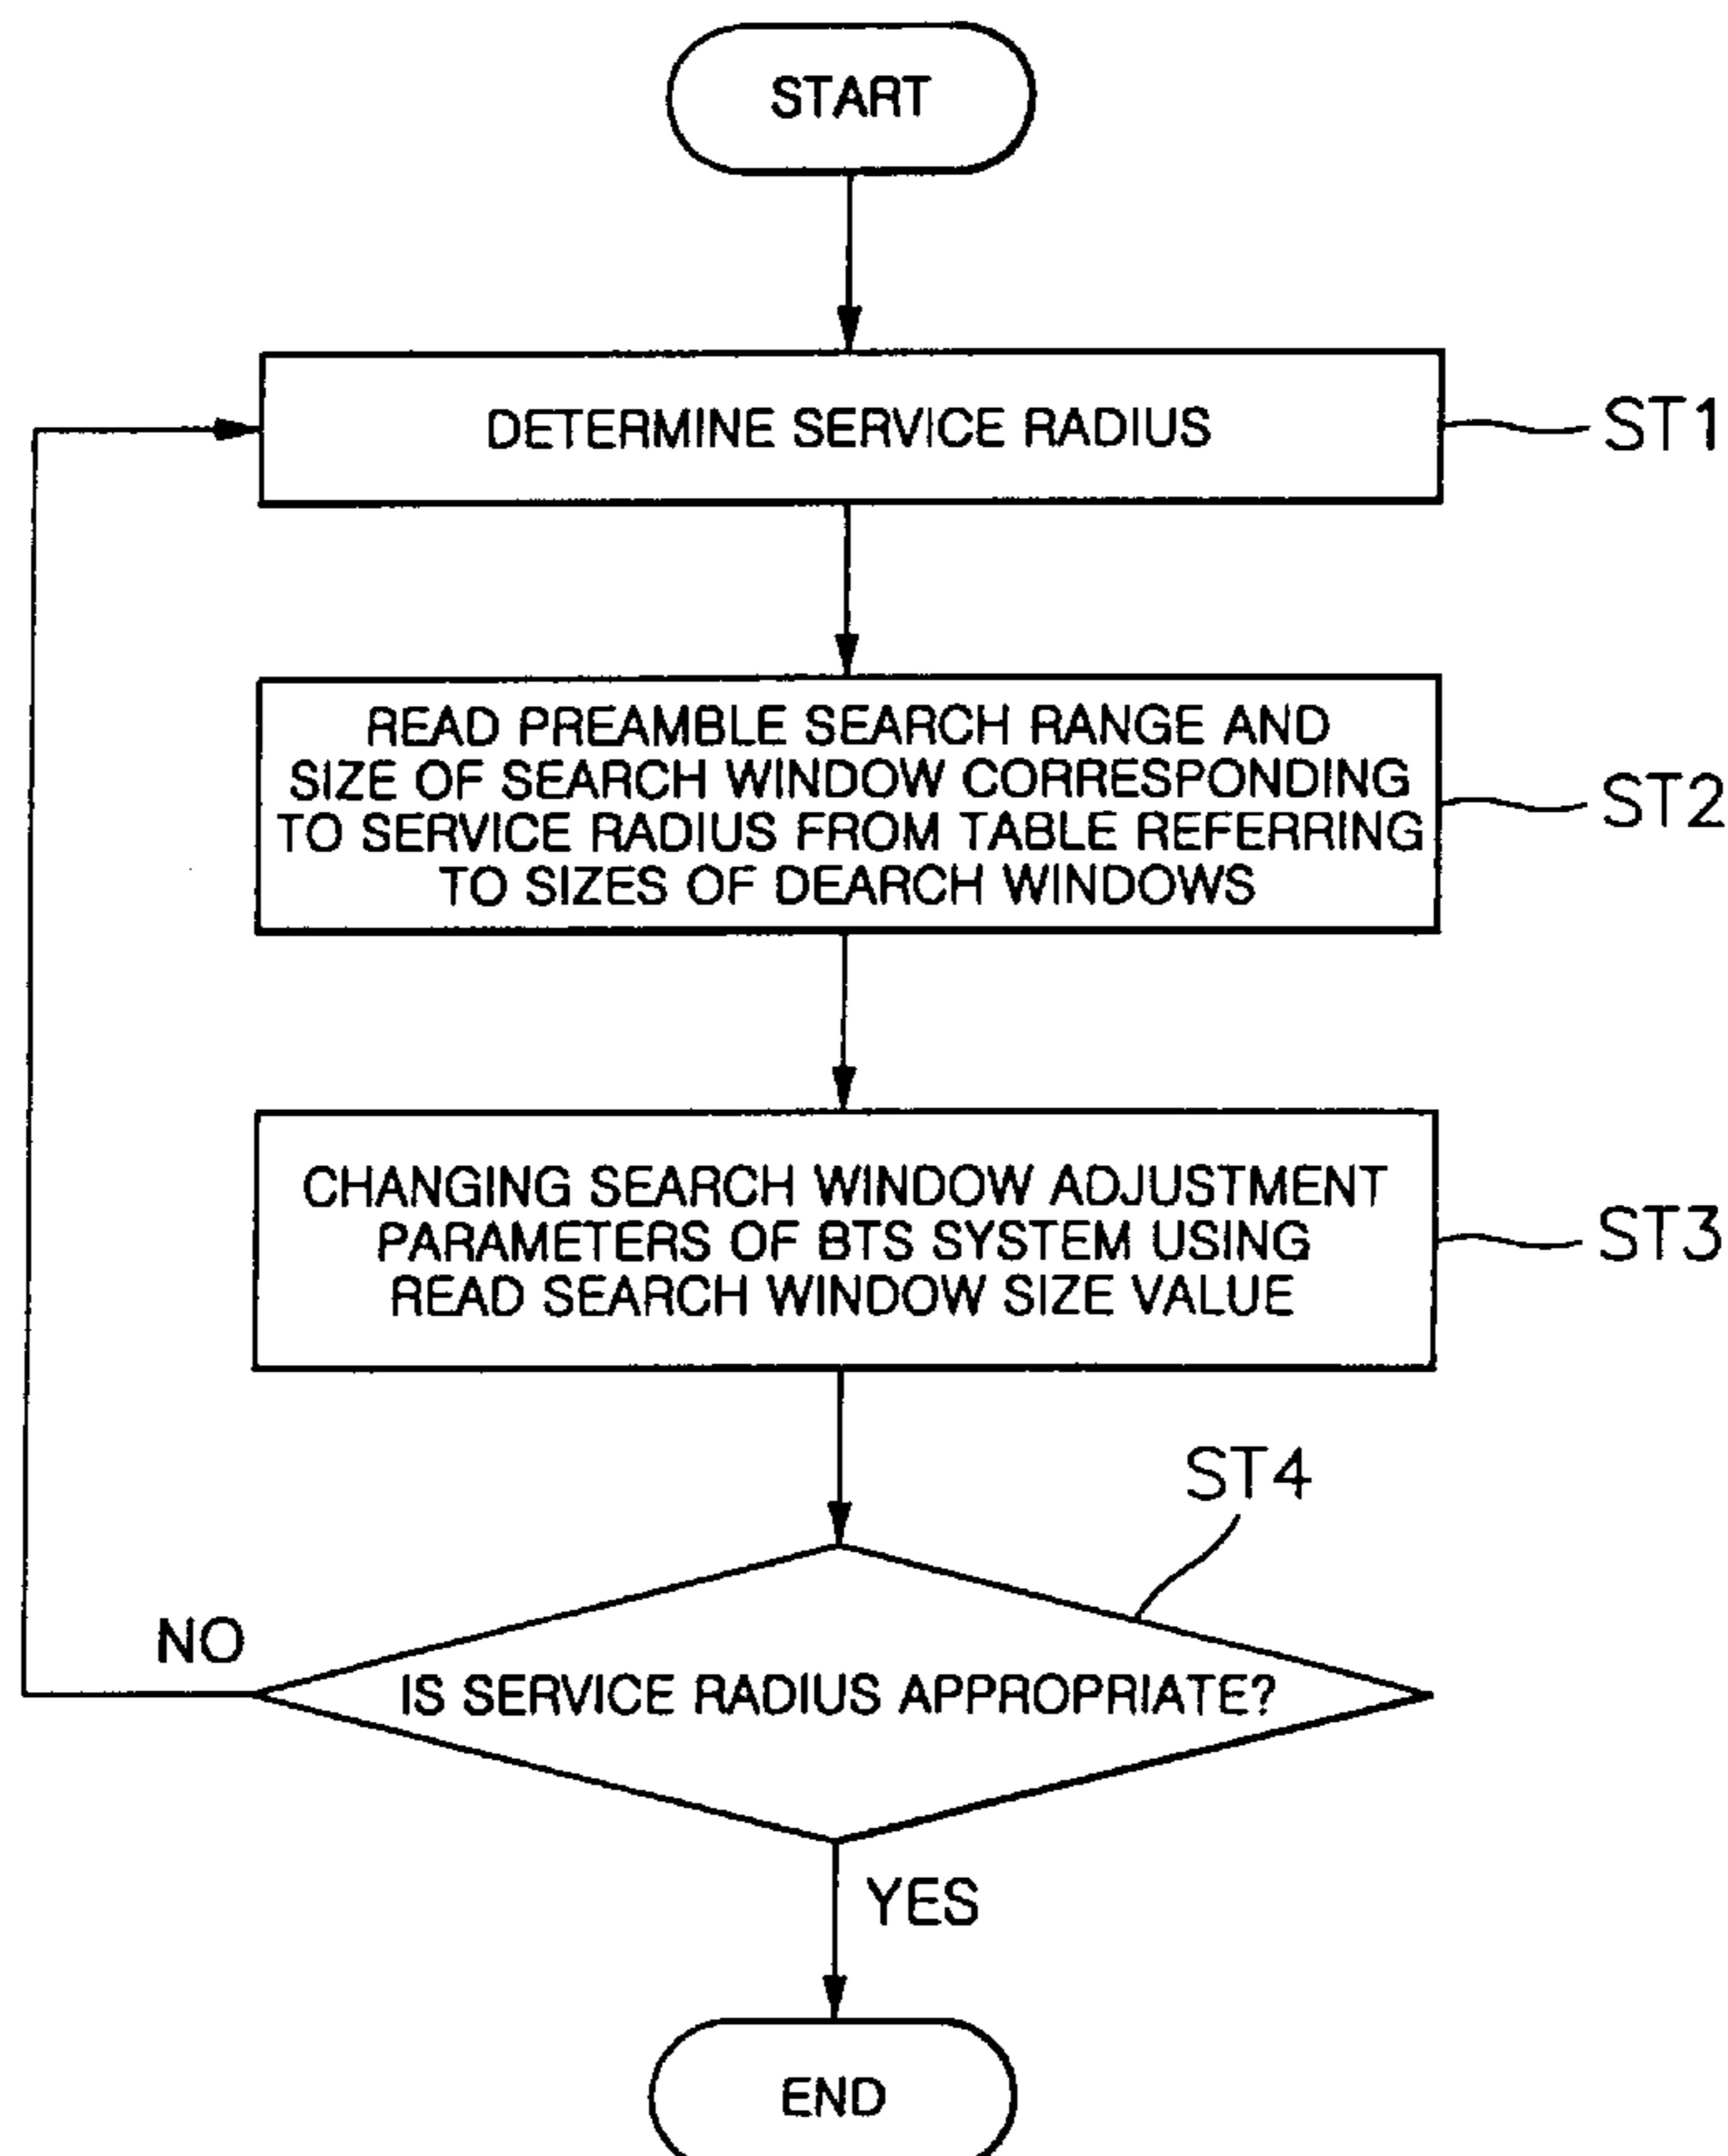 START
DETERMINE SERVICE RADIUS
ST1
READ PREAMBLE SEARCH RANGE AND
SIZE OF SEARCH WINDOW CORRESPONDING
TO SERVICE RADIUS FROM TABLE REFERRING
TO SIZES OF DEARCH WINDOWS
ST2
CHANGING SEARCH WINDOW ADJUSTMENT
PARAMETERS OF BTS SYSTEM USING
READ SEARCH WINDOW SIZE VALUE
ST3
ST4
NO
IS SERVICE RADIUS APPROPRIATE?
YES
END